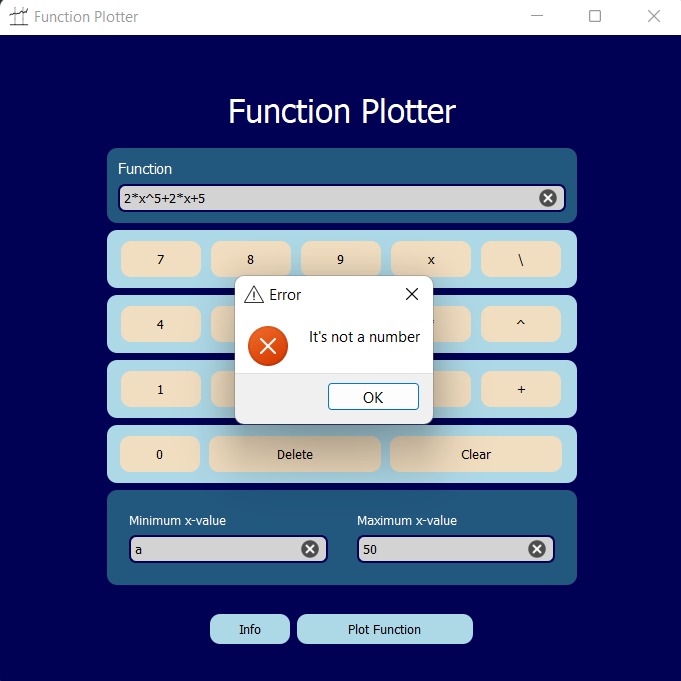 Function Plotter
Function Plotter
Function
2*x^5+2*x+5
7 8 9 x \
Error
4 ^
It's not a number
1 +
OK
0 Delete Clear
Minimum x-value Maximum x-value
a 50
Info Plot Function